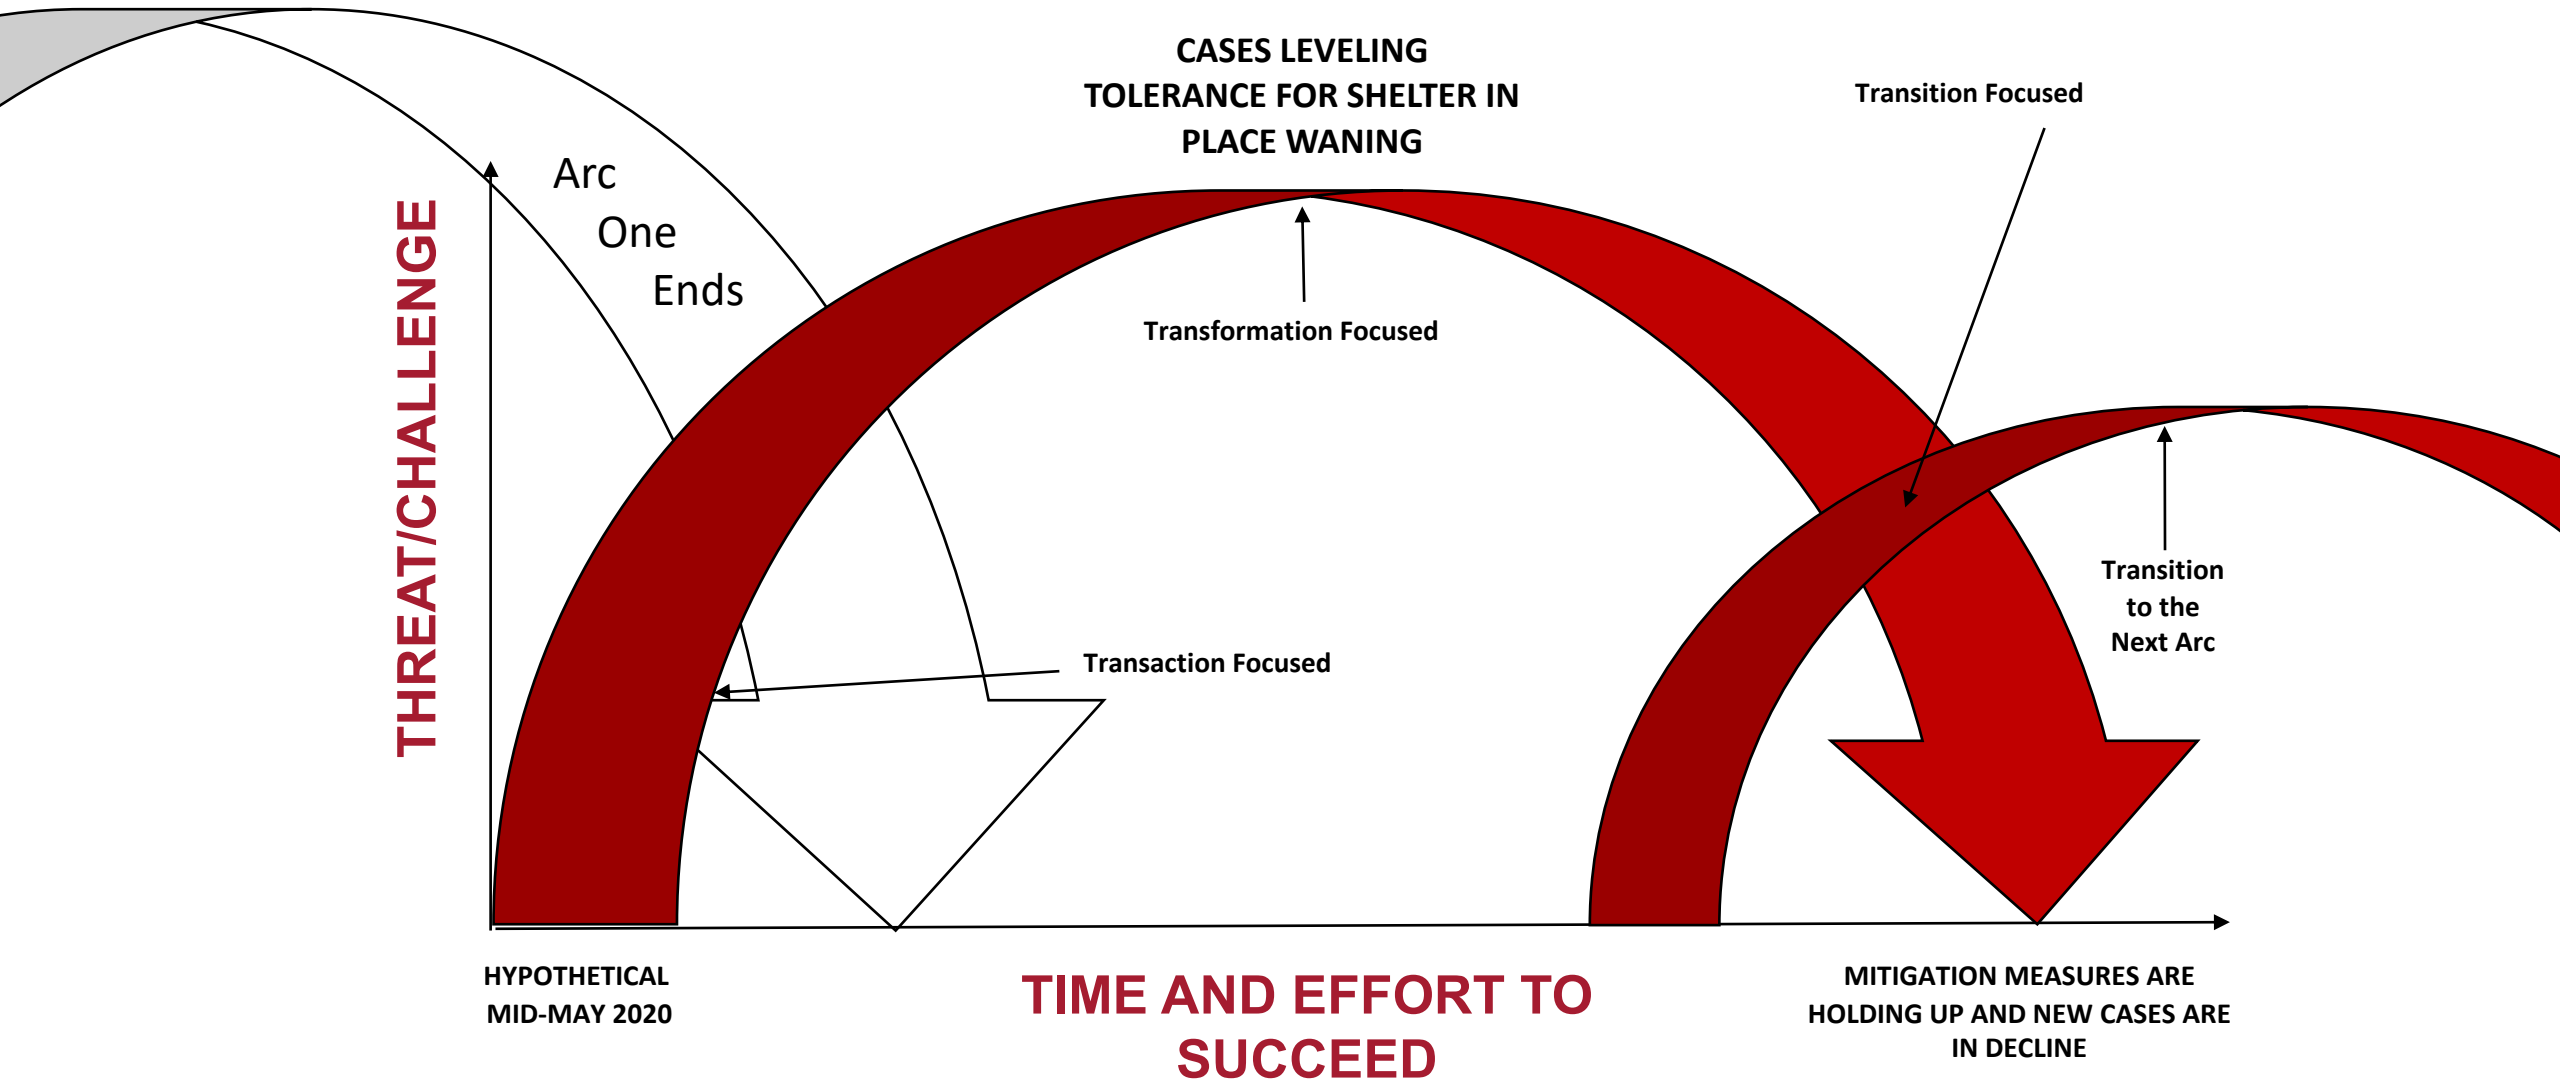 CASES LEVELING
TOLERANCE FOR SHELTER IN
PLACE WANING
Transition Focused
Arc
One
Ends
THREAT/CHALLENGE
Transformation Focused
Transition
to the
Next Arc
Transaction Focused
HYPOTHETICAL
MID-MAY 2020
TIME AND EFFORT TO
SUCCEED
MITIGATION MEASURES ARE
HOLDING UP AND NEW CASES ARE
IN DECLINE